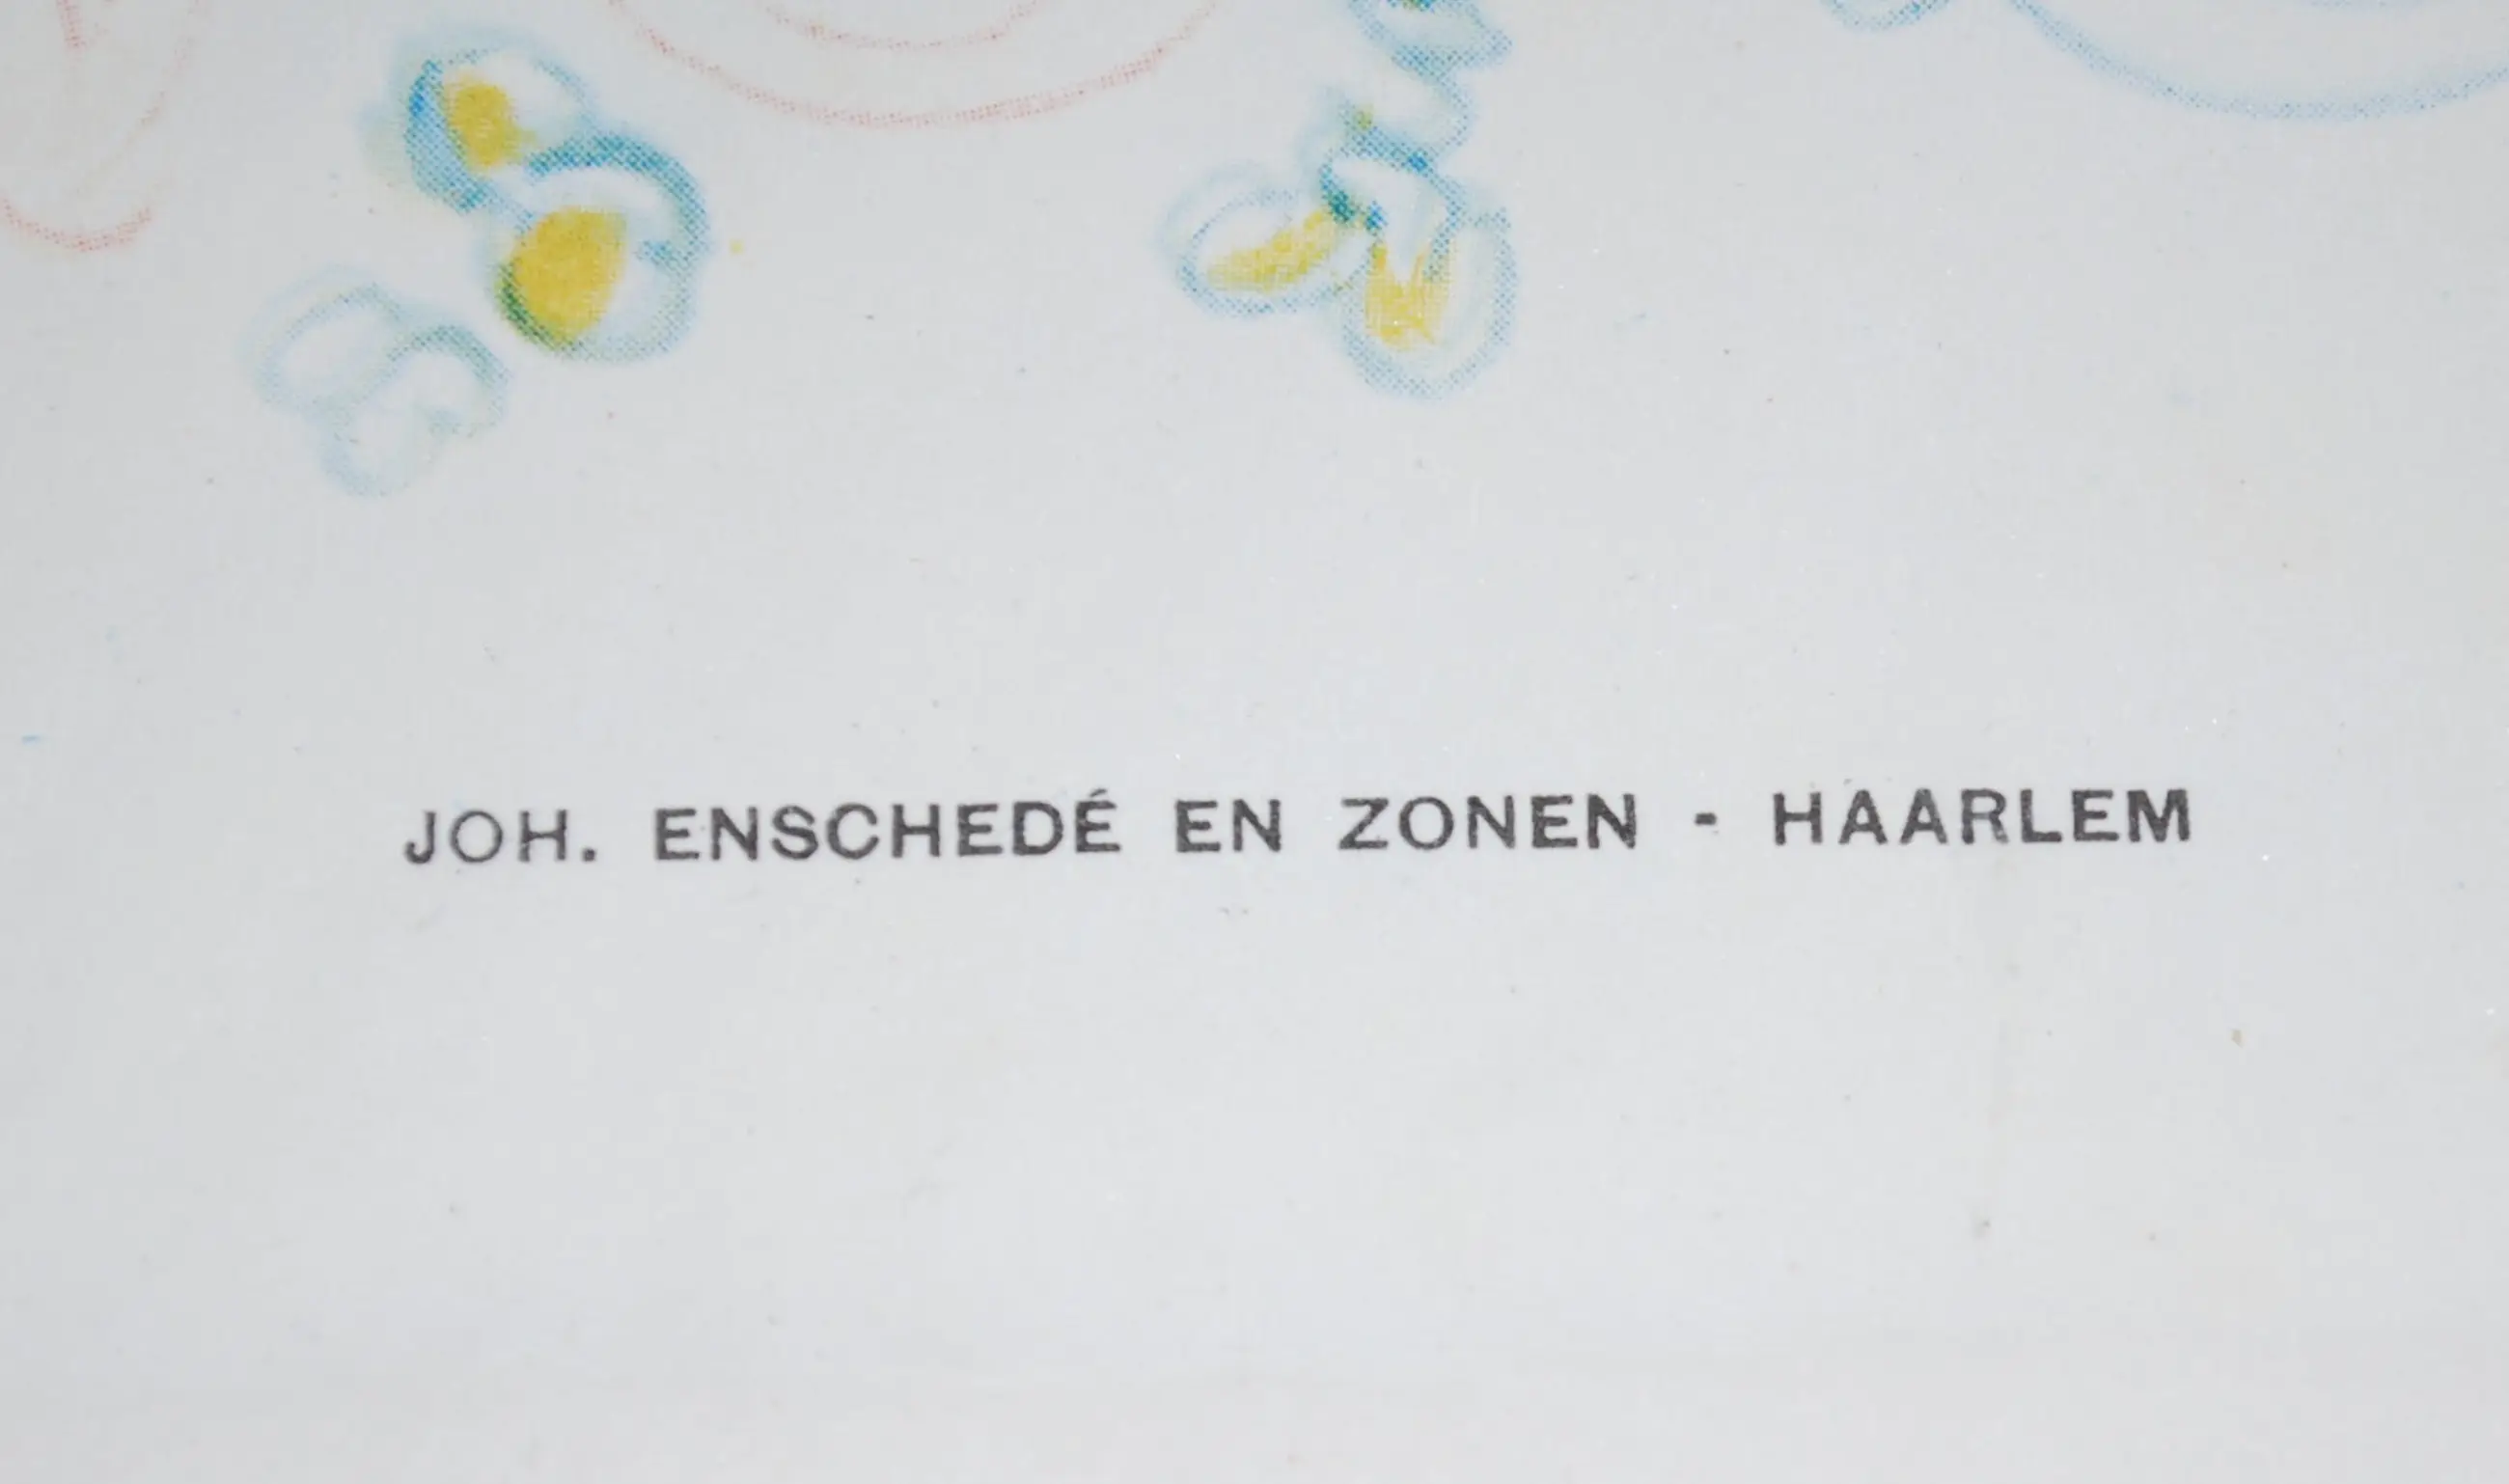 JOH. ENSCHEDÉ EN ZONEN - HAARLEM